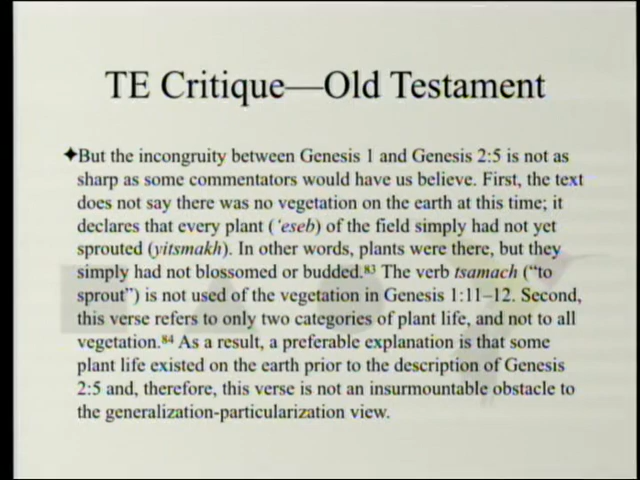 TE Critique—Old Testament
✦But the incongruity between Genesis 1 and Genesis 2:5 is not as
sharp as some commentators would have us believe. First, the text
does not say there was no vegetation on the earth at this time; it
declares that every plant (ʿeseb) of the field simply had not yet
sprouted (yitsmakh). In other words, plants were there, but they
simply had not blossomed or budded.⁸³ The verb tsamach (“to
sprout”) is not used of the vegetation in Genesis 1:11–12. Second,
this verse refers to only two categories of plant life, and not to all
vegetation.⁸⁴ As a result, a preferable explanation is that some
plant life existed on the earth prior to the description of Genesis
2:5 and, therefore, this verse is not an insurmountable obstacle to
the generalization-particularization view.